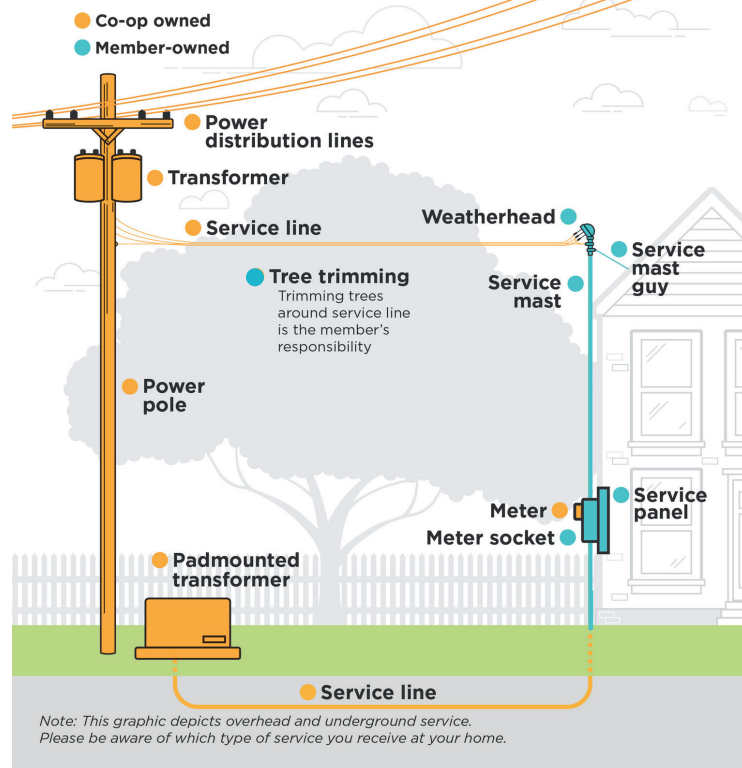 Co-op owned
Member-owned
Power
distribution lines
Transformer
Service line
Weatherhead
Service
mast
guy
Tree trimming
Trimming trees
around service line
is the member's
responsibility
Service
mast
Power
pole
Service
panel
Meter
Meter socket
Padmounted
transformer
Service line
Note: This graphic depicts overhead and underground service.
Please be aware of which type of service you receive at your home.